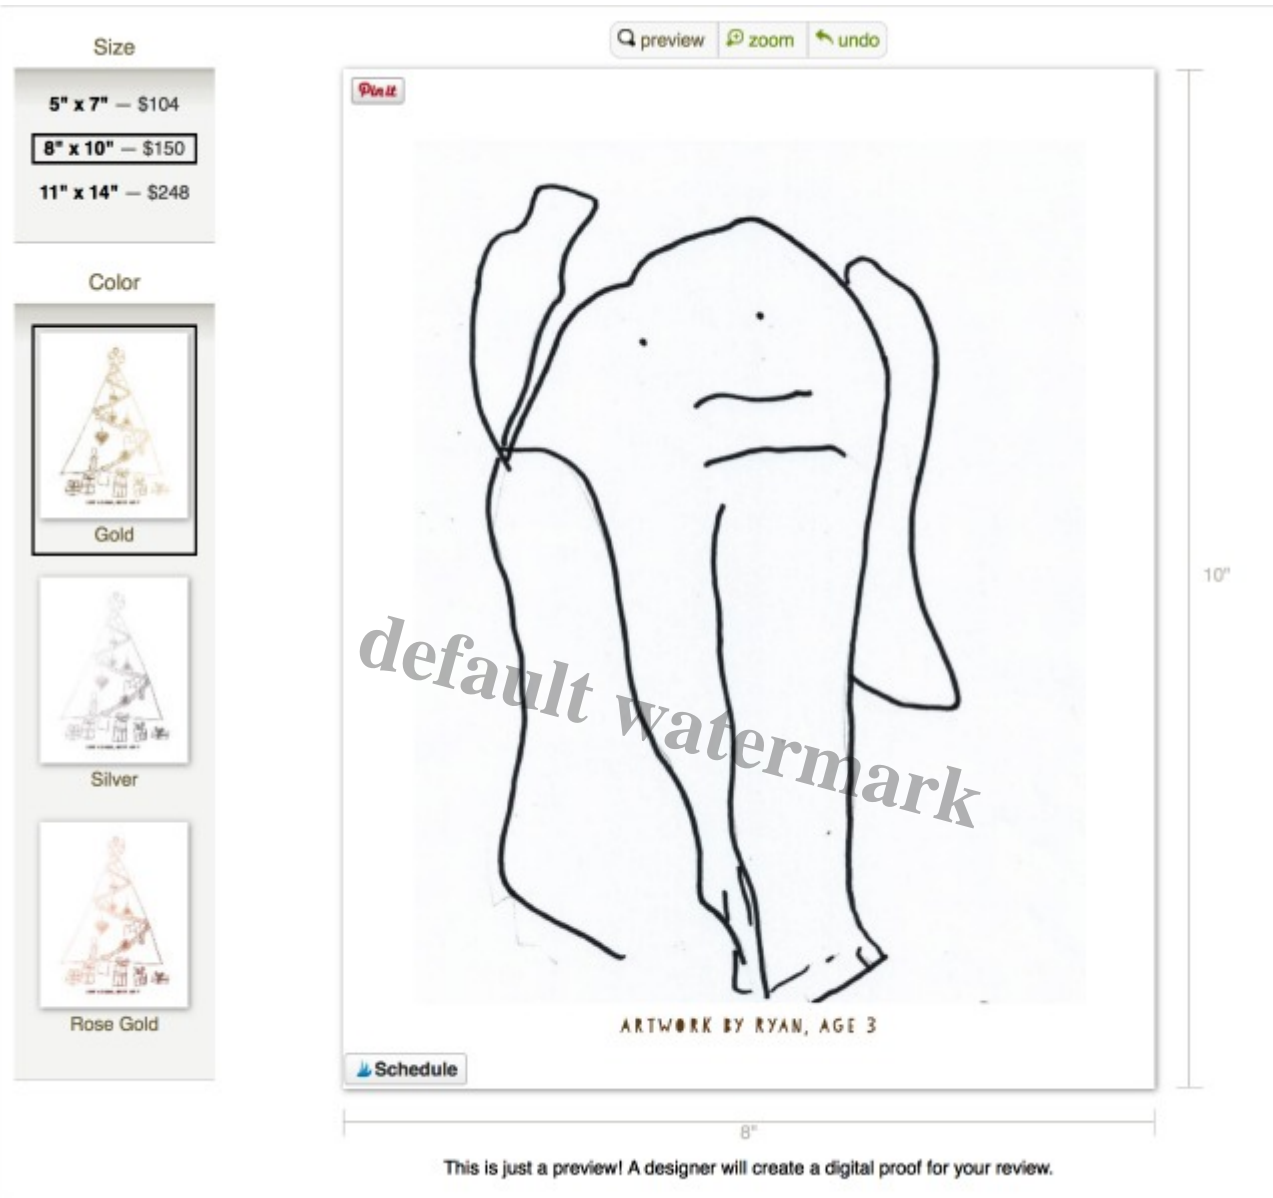 Size
5" x 7" — $104
8" x 10" — $150
11" x 14" — $248
Color
Gold
Silver
Rose Gold
preview zoom undo
Pin it
default watermark
ARTWORK BY RYAN, AGE 3
Schedule
10"
8"
This is just a preview! A designer will create a digital proof for your review.